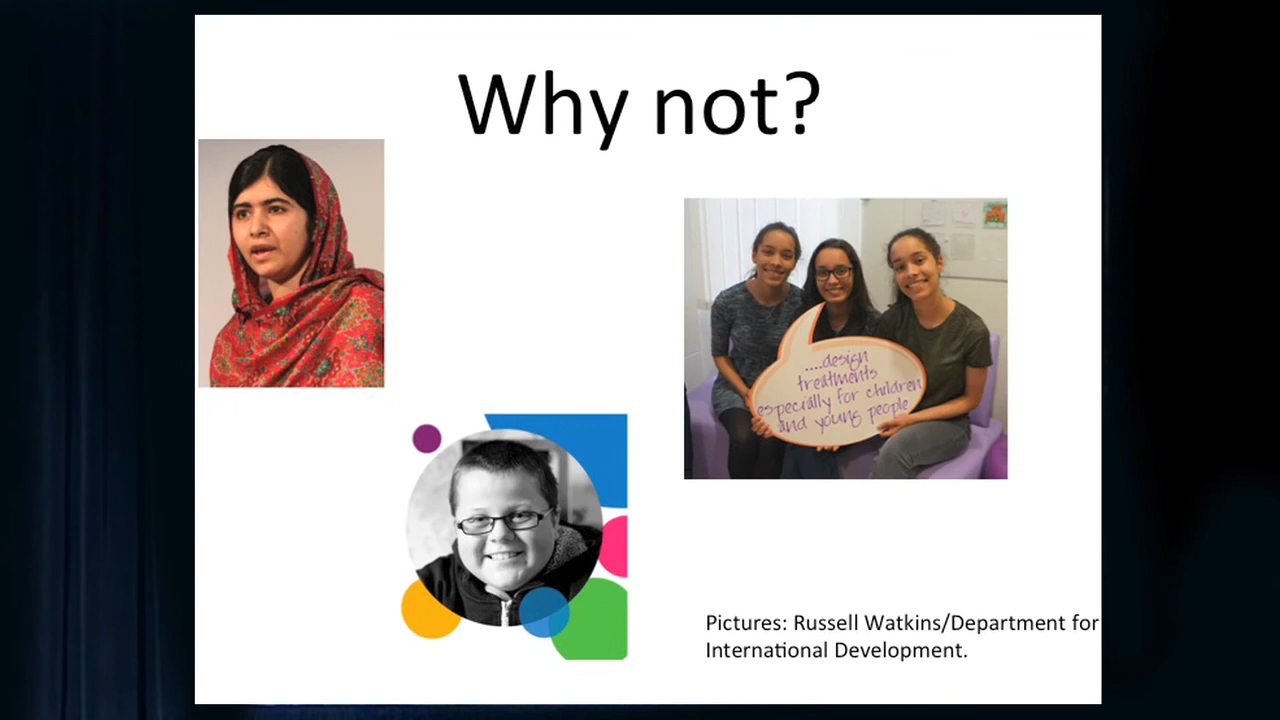 Why not?
....design
treatments
especially for children
and young people
Pictures: Russell Watkins/Department for
International Development.